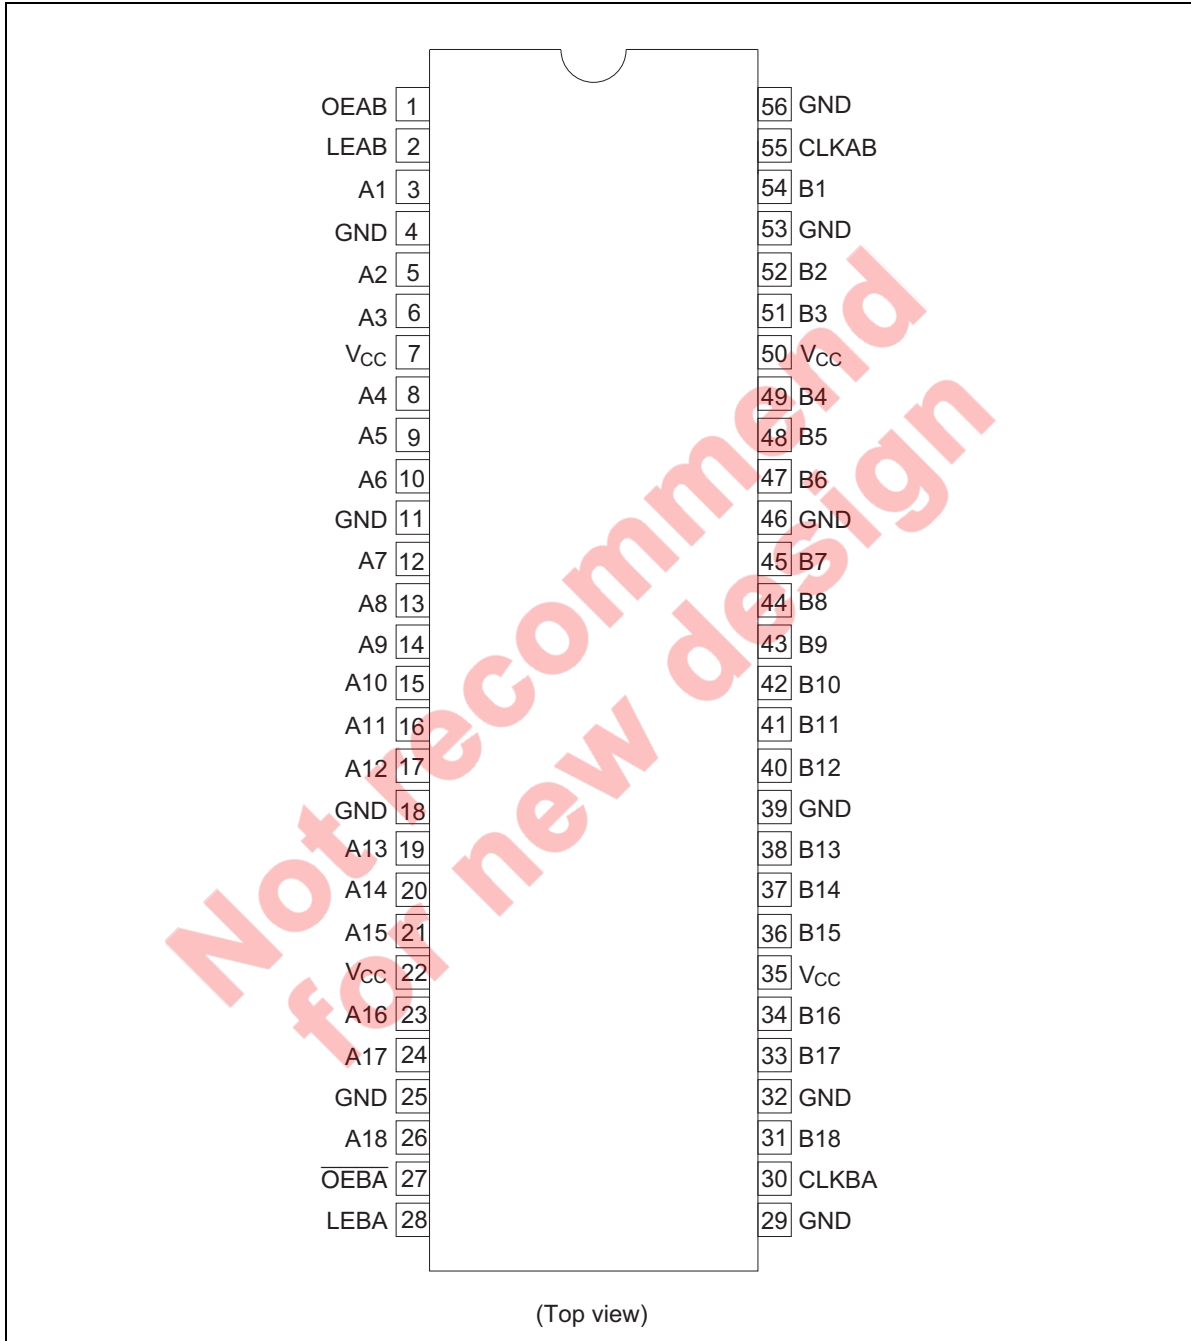 OEAB 1 56 GND
LEAB 2 55 CLKAB
A1 3 54 B1
GND 4 53 GND
A2 5 52 B2
A3 6 51 B3
VCC 7 50 VCC
A4 8 49 B4
A5 9 48 B5
A6 10 47 B6
GND 11 46 GND
A7 12 45 B7
A8 13 44 B8
A9 14 43 B9
A10 15 42 B10
A11 16 41 B11
A12 17 40 B12
GND 18 39 GND
A13 19 38 B13
A14 20 37 B14
A15 21 36 B15
VCC 22 35 VCC
A16 23 34 B16
A17 24 33 B17
GND 25 32 GND
A18 26 31 B18
O̅E̅B̅A̅ 27 30 CLKBA
LEBA 28 29 GND
(Top view)
Not recommend
for new design